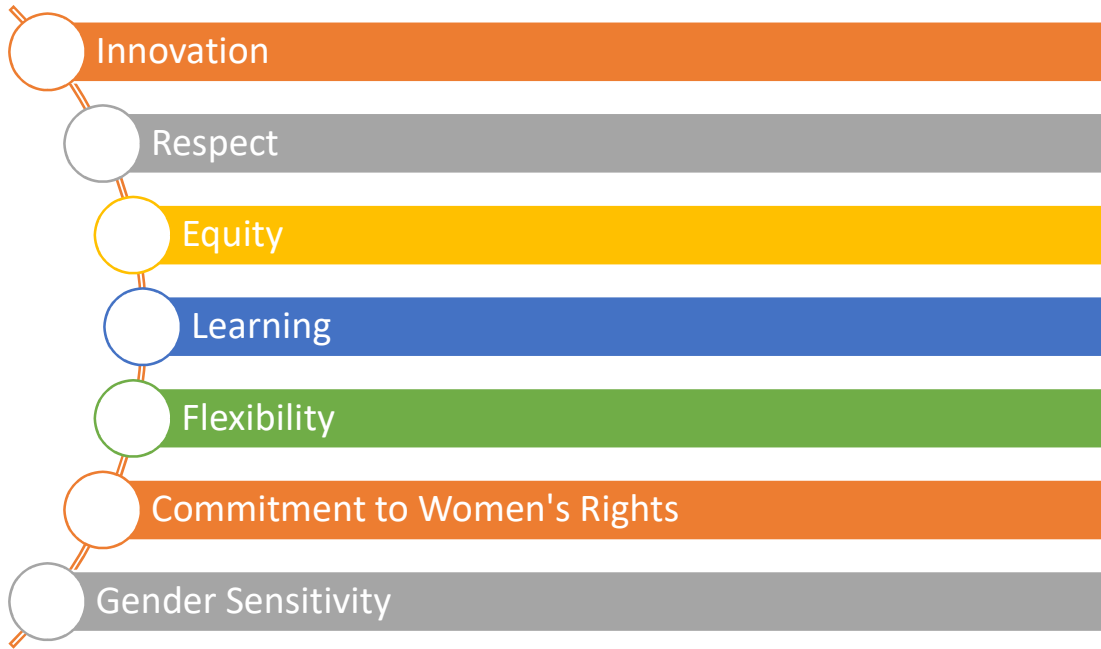 Innovation
Respect
Equity
Learning
Flexibility
Commitment to Women's Rights
Gender Sensitivity